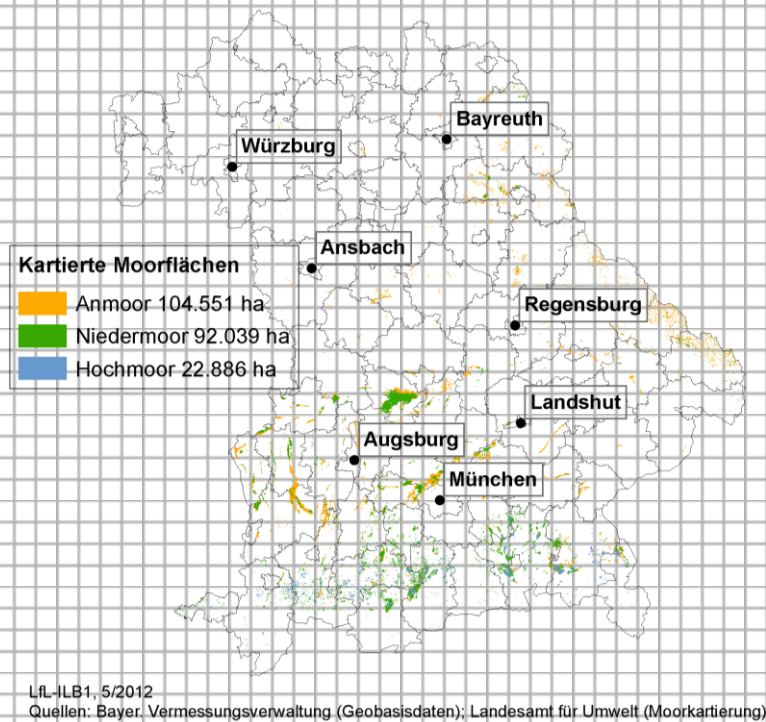 Bayreuth
Würzburg
Ansbach
Kartierte Moorflächen
Anmoor 104.551 ha
Regensburg
Niedermoor 92.039 ha
Hochmoor 22.886 ha
Landshut
Augsburg
München
LfL-ILB1, 5/2012
Quellen: Bayer. Vermessungsverwaltung (Geobasisdaten); Landesamt für Umwelt (Moorkartierung)